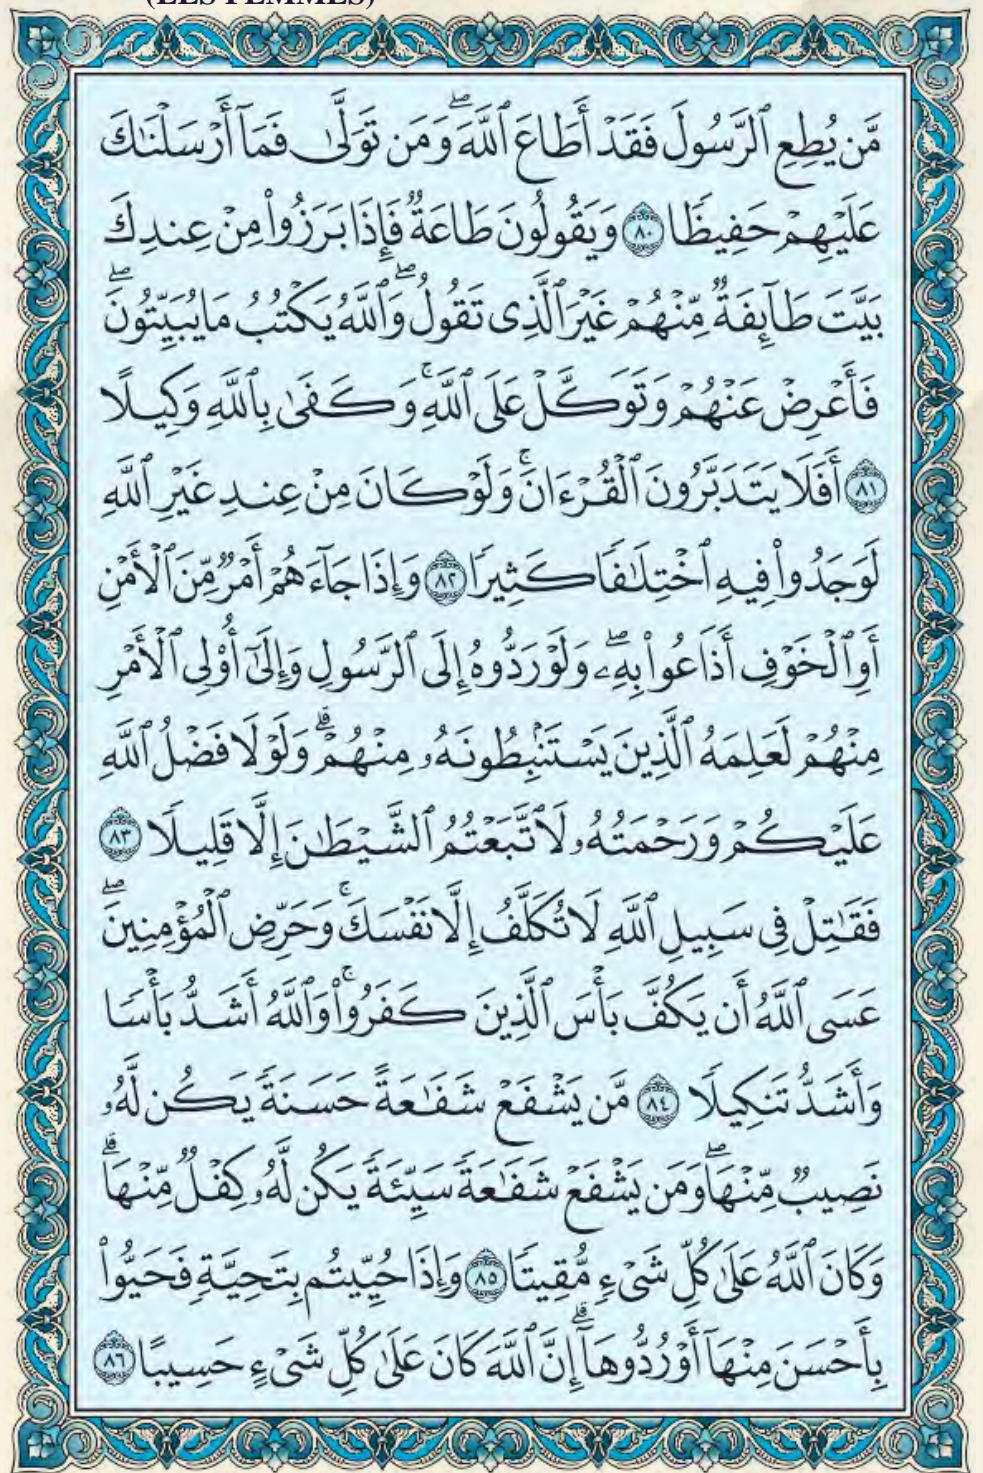 (LES FEMMES)
مَّن يُطِعِ ٱلرَّسُولَ فَقَدْ أَطَاعَ ٱللَّهَۖ وَمَن تَوَلَّىٰ فَمَآ أَرْسَلْنَٰكَ
عَلَيْهِمْ حَفِيظٗا ٨٠ وَيَقُولُونَ طَاعَةٞ فَإِذَا بَرَزُواْ مِنْ عِندِكَ
بَيَّتَ طَآئِفَةٞ مِّنْهُمْ غَيْرَ ٱلَّذِى تَقُولُۖ وَٱللَّهُ يَكْتُبُ مَا يُبَيِّتُونَۖ
فَأَعْرِضْ عَنْهُمْ وَتَوَكَّلْ عَلَى ٱللَّهِۚ وَكَفَىٰ بِٱللَّهِ وَكِيلًا
٨١ أَفَلَا يَتَدَبَّرُونَ ٱلْقُرْءَانَۚ وَلَوْ كَانَ مِنْ عِندِ غَيْرِ ٱللَّهِ
لَوَجَدُواْ فِيهِ ٱخْتِلَٰفٗا كَثِيرٗا ٨٢ وَإِذَا جَآءَهُمْ أَمْرٞ مِّنَ ٱلْأَمْنِ
أَوِ ٱلْخَوْفِ أَذَاعُواْ بِهِۦۖ وَلَوْ رَدُّوهُ إِلَى ٱلرَّسُولِ وَإِلَىٰٓ أُوْلِى ٱلْأَمْرِ
مِنْهُمْ لَعَلِمَهُ ٱلَّذِينَ يَسْتَنۢبِطُونَهُۥ مِنْهُمْۗ وَلَوْلَا فَضْلُ ٱللَّهِ
عَلَيْكُمْ وَرَحْمَتُهُۥ لَٱتَّبَعْتُمُ ٱلشَّيْطَٰنَ إِلَّا قَلِيلٗا ٨٣
فَقَٰتِلْ فِى سَبِيلِ ٱللَّهِ لَا تُكَلَّفُ إِلَّا نَفْسَكَۚ وَحَرِّضِ ٱلْمُؤْمِنِينَۖ
عَسَى ٱللَّهُ أَن يَكُفَّ بَأْسَ ٱلَّذِينَ كَفَرُواْۚ وَٱللَّهُ أَشَدُّ بَأْسٗا
وَأَشَدُّ تَنكِيلٗا ٨٤ مَّن يَشْفَعْ شَفَٰعَةً حَسَنَةٗ يَكُن لَّهُۥ
نَصِيبٞ مِّنْهَاۖ وَمَن يَشْفَعْ شَفَٰعَةٗ سَيِّئَةٗ يَكُن لَّهُۥ كِفْلٞ مِّنْهَاۗ
وَكَانَ ٱللَّهُ عَلَىٰ كُلِّ شَىْءٖ مُّقِيتٗا ٨٥ وَإِذَا حُيِّيتُم بِتَحِيَّةٖ فَحَيُّواْ
بِأَحْسَنَ مِنْهَآ أَوْ رُدُّوهَآۗ إِنَّ ٱللَّهَ كَانَ عَلَىٰ كُلِّ شَىْءٍ حَسِيبًا ٨٦